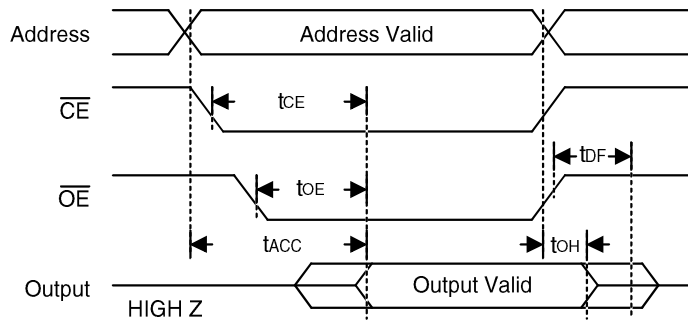 Address
Address Valid
CE
tCE
tDF
OE
tOE
tACC
tOH
Output
Output Valid
HIGH Z